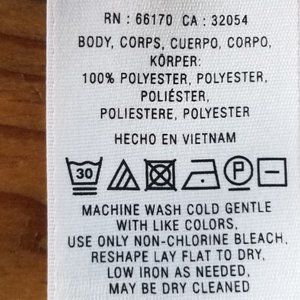 RN : 66170 CA : 32054
BODY, CORPS, CUERPO, CORPO,
KÖRPER:
100% POLYESTER, POLYESTER,
POLIÉSTER,
POLIESTERE, POLYESTER
HECHO EN VIETNAM
30 P
MACHINE WASH COLD GENTLE
WITH LIKE COLORS,
USE ONLY NON-CHLORINE BLEACH.
RESHAPE LAY FLAT TO DRY,
LOW IRON AS NEEDED,
MAY BE DRY CLEANED